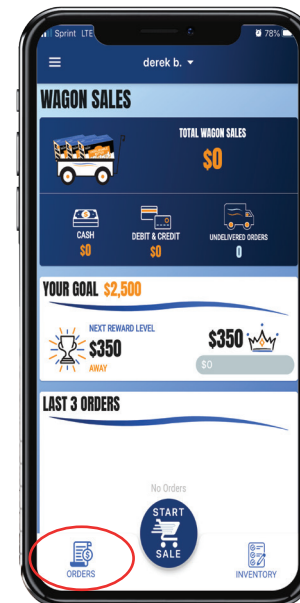 Sprint LTE 78%
derek b.
WAGON SALES
TOTAL WAGON SALES
$0
CASH
$0
DEBIT & CREDIT
$0
UNDELIVERED ORDERS
0
YOUR GOAL $2,500
NEXT REWARD LEVEL
$350
AWAY
$350
$0
LAST 3 ORDERS
No Orders
START
SALE
ORDERS
INVENTORY